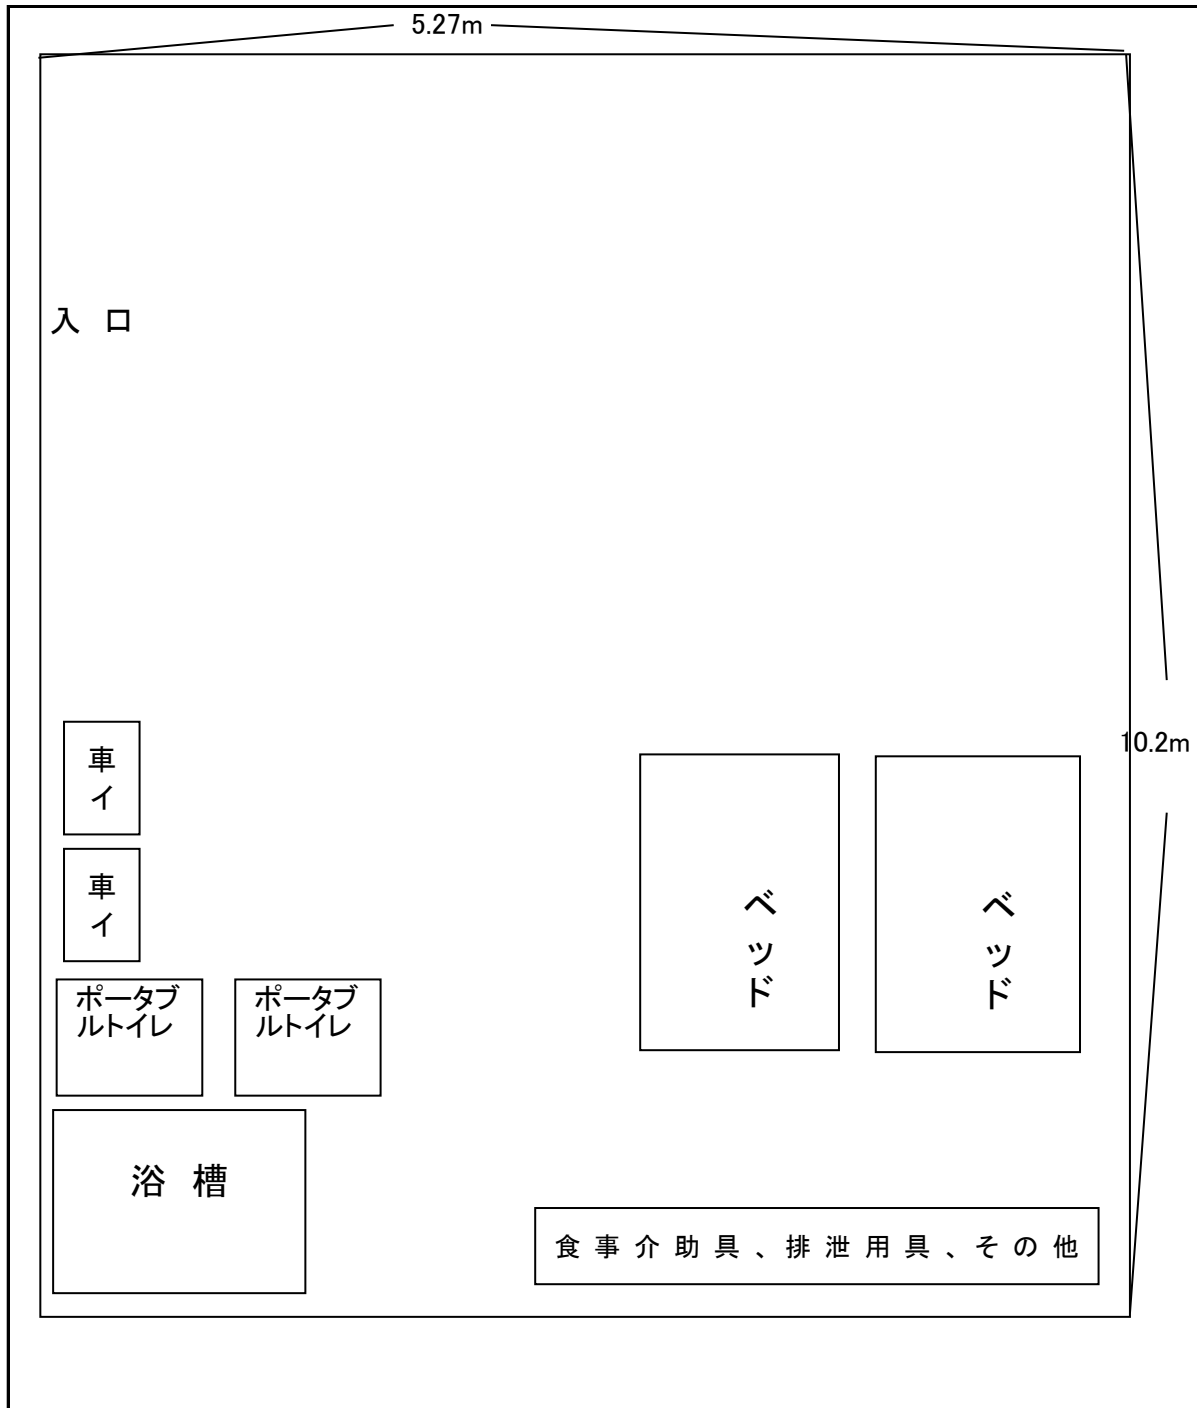 5.27m
入 口
10.2m
車
イ
車
イ
ベッド
ベッド
ポータブ
ルトイレ
ポータブ
ルトイレ
浴 槽
食 事 介 助 具 、 排 泄 用 具 、 そ の 他